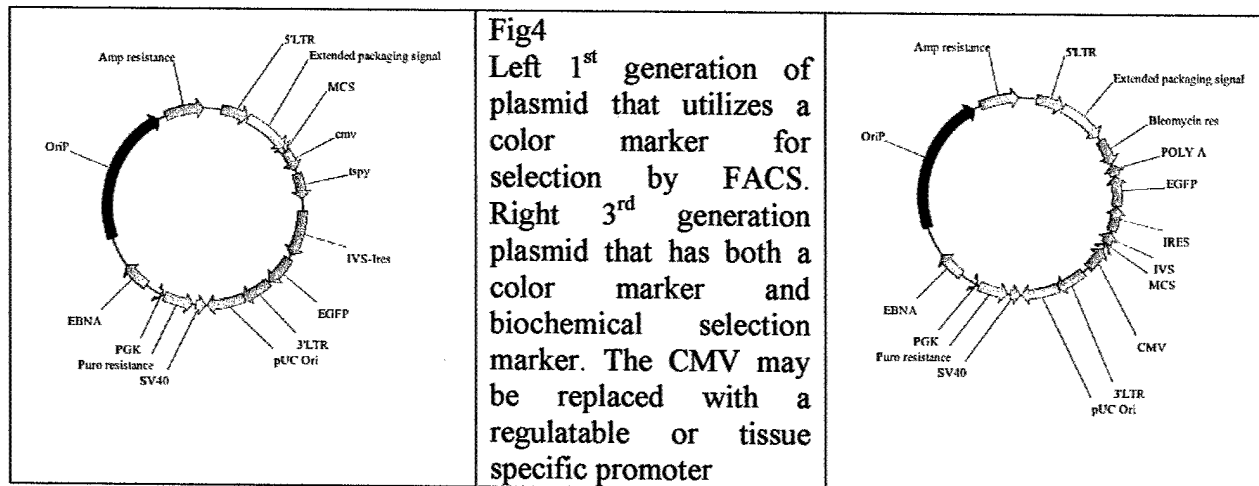 5'LTR
Amp resistance
Extended packaging signal
MCS
cmv
OriP
tspy
IVS-Ires
EGFP
EBNA
PGK
3'LTR
Puro resistance
pUC Ori
SV40
Fig4
Left 1st generation of
plasmid that utilizes a
color marker for
selection by FACS.
Right 3rd generation
plasmid that has both a
color marker and
biochemical selection
marker. The CMV may
be replaced with a
regulatable or tissue
specific promoter
5'LTR
Amp resistance
Extended packaging signal
Bleomycin res
OriP
POLY A
EGFP
IRES
IVS
MCS
EBNA
PGK
CMV
Puro resistance
SV40
3'LTR
pUC Ori